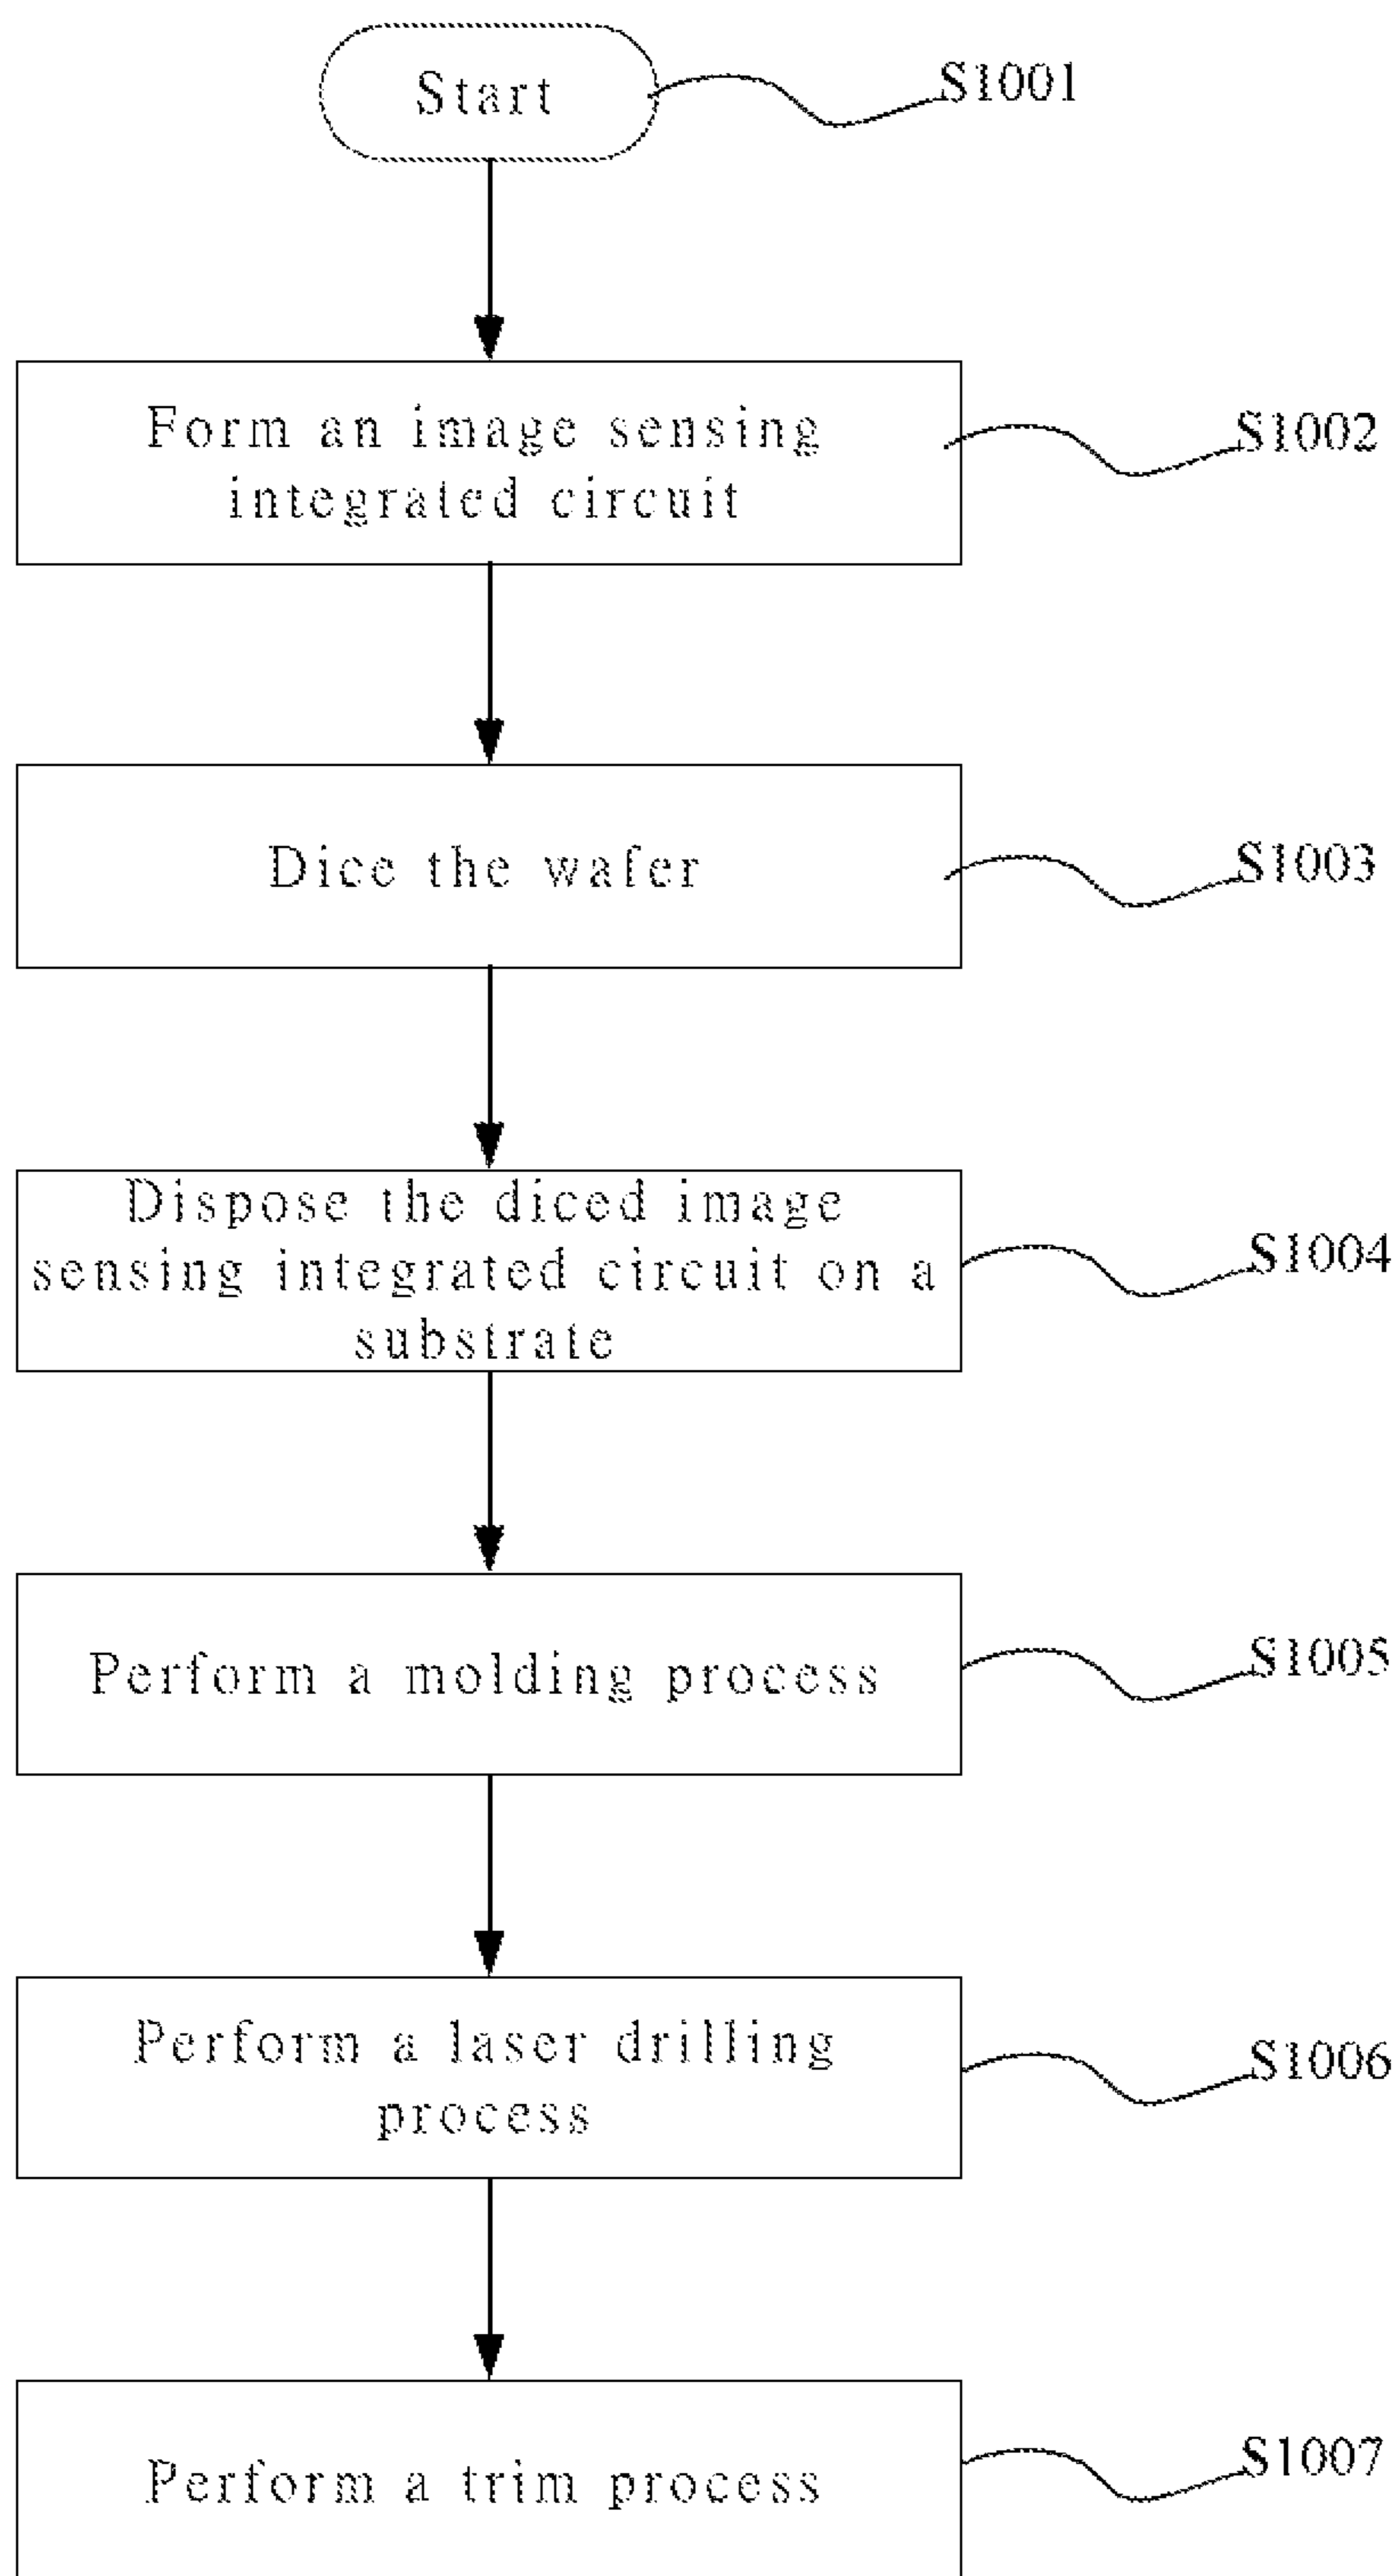 Start
S1001
Form an image sensing
integrated circuit
S1002
Dice the wafer
S1003
Dispose the diced image
sensing integrated circuit on a
substrate
S1004
Perform a molding process
S1005
Perform a laser drilling
process
S1006
Perform a trim process
S1007